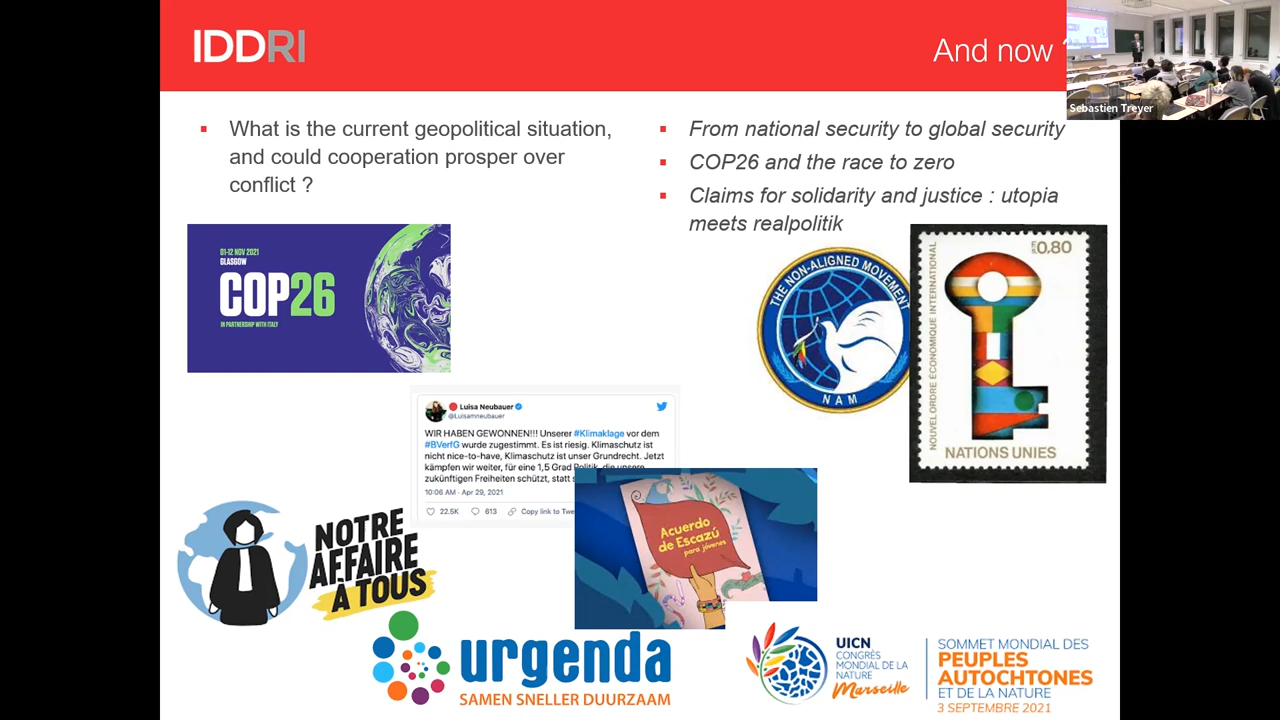 IDDRI
And now ?
Sebastien Treyer
What is the current geopolitical situation,
and could cooperation prosper over
conflict ?
From national security to global security
COP26 and the race to zero
Claims for solidarity and justice : utopia
meets realpolitik
01-12 NOV 2021
GLASGOW
COP26
IN PARTNERSHIP WITH ITALY
THE NON-ALIGNED MOVEMENT
NAM
0,80
NOUVEL ORDRE ÉCONOMIQUE INTERNATIONAL
NATIONS UNIES
Luisa Neubauer
@Luisamneubauer
WIR HABEN GEWONNEN!!! Unserer #Klimaklage vor dem
#BVerfG wurde zugestimmt. Es ist riesig. Klimaschutz ist
nicht nice-to-have, Klimaschutz ist unser Grundrecht. Jetzt
kämpfen wir weiter, für eine 1,5 Grad Politik, die unsere
zukünftigen Freiheiten schützt, statt
10:06 AM · Apr 29, 2021
22.5K 613 Copy link to
Acuerdo
de Escazú
para jóvenes
NOTRE
AFFAIRE
À TOUS
urgenda
SAMEN SNELLER DUURZAAM
UICN
CONGRÈS
MONDIAL DE LA
NATURE
Marseille
SOMMET MONDIAL DES
PEUPLES
AUTOCHTONES
ET DE LA NATURE
3 SEPTEMBRE 2021